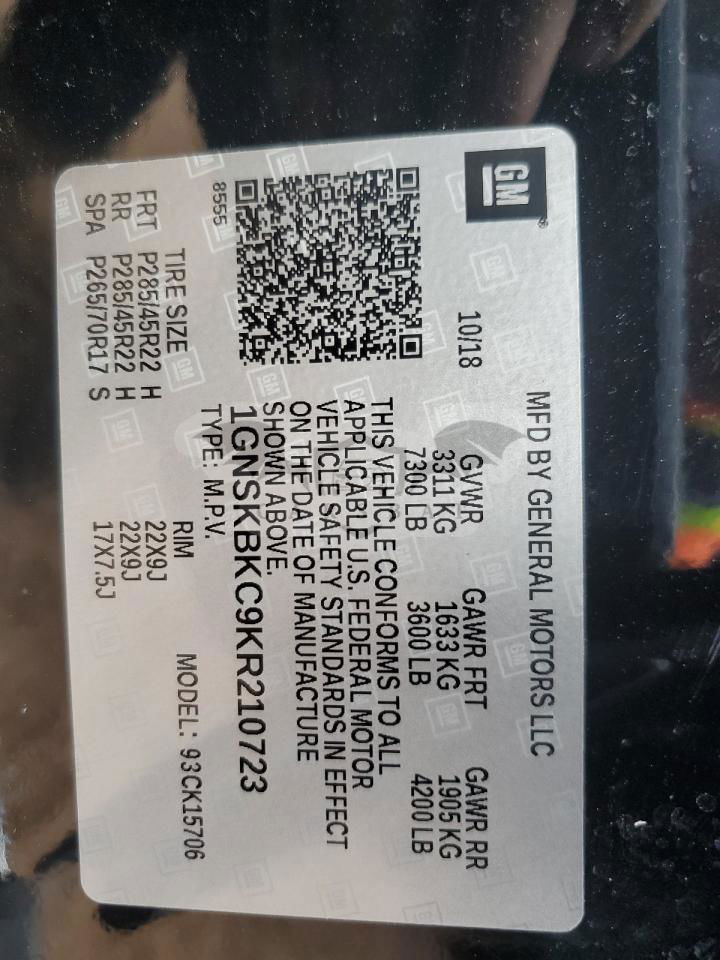 GM
MFD BY GENERAL MOTORS LLC
10/18
GVWR GAWR FRT GAWR RR
3311 KG 1633 KG 1905 KG
7300 LB 3600 LB 4200 LB
THIS VEHICLE CONFORMS TO ALL
APPLICABLE U.S. FEDERAL MOTOR
VEHICLE SAFETY STANDARDS IN EFFECT
ON THE DATE OF MANUFACTURE
SHOWN ABOVE.
8555
1GNSKBKC9KR210723
TYPE: M.P.V.
MODEL: 93CK15706
TIRE SIZE RIM
FRT P285/45R22 H 22X9J
RR P285/45R22 H 22X9J
SPA P265/70R17 S 17X7.5J